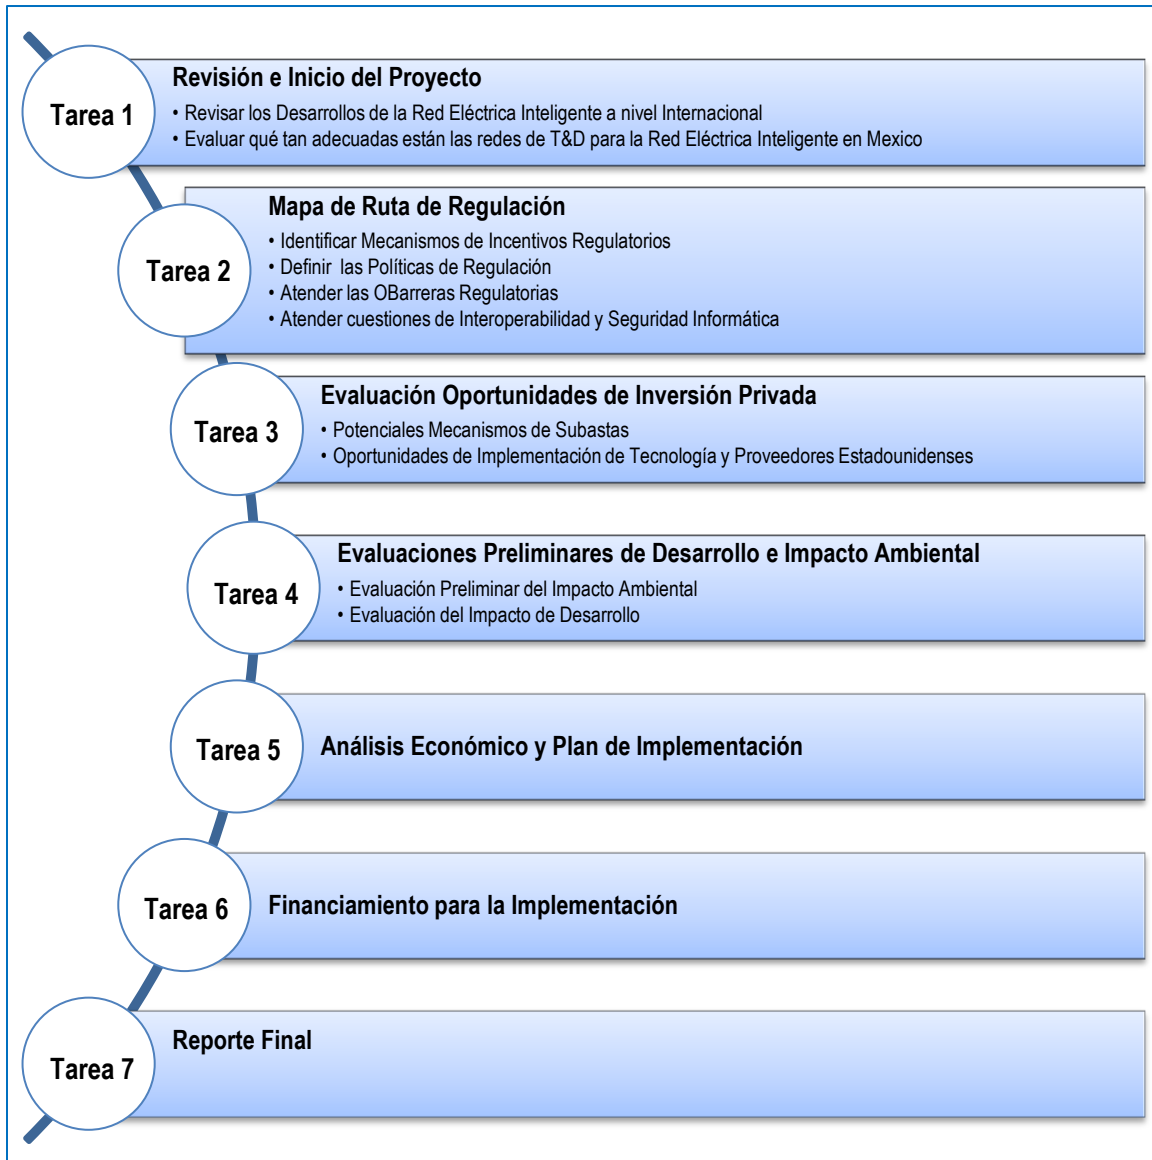 Tarea 1
Revisión e Inicio del Proyecto
• Revisar los Desarrollos de la Red Eléctrica Inteligente a nivel Internacional
• Evaluar qué tan adecuadas están las redes de T&D para la Red Eléctrica Inteligente en Mexico
Tarea 2
Mapa de Ruta de Regulación
• Identificar Mecanismos de Incentivos Regulatorios
• Definir las Políticas de Regulación
• Atender las OBarreras Regulatorias
• Atender cuestiones de Interoperabilidad y Seguridad Informática
Tarea 3
Evaluación Oportunidades de Inversión Privada
• Potenciales Mecanismos de Subastas
• Oportunidades de Implementación de Tecnología y Proveedores Estadounidenses
Tarea 4
Evaluaciones Preliminares de Desarrollo e Impacto Ambiental
• Evaluación Preliminar del Impacto Ambiental
• Evaluación del Impacto de Desarrollo
Tarea 5
Análisis Económico y Plan de Implementación
Tarea 6
Financiamiento para la Implementación
Tarea 7
Reporte Final